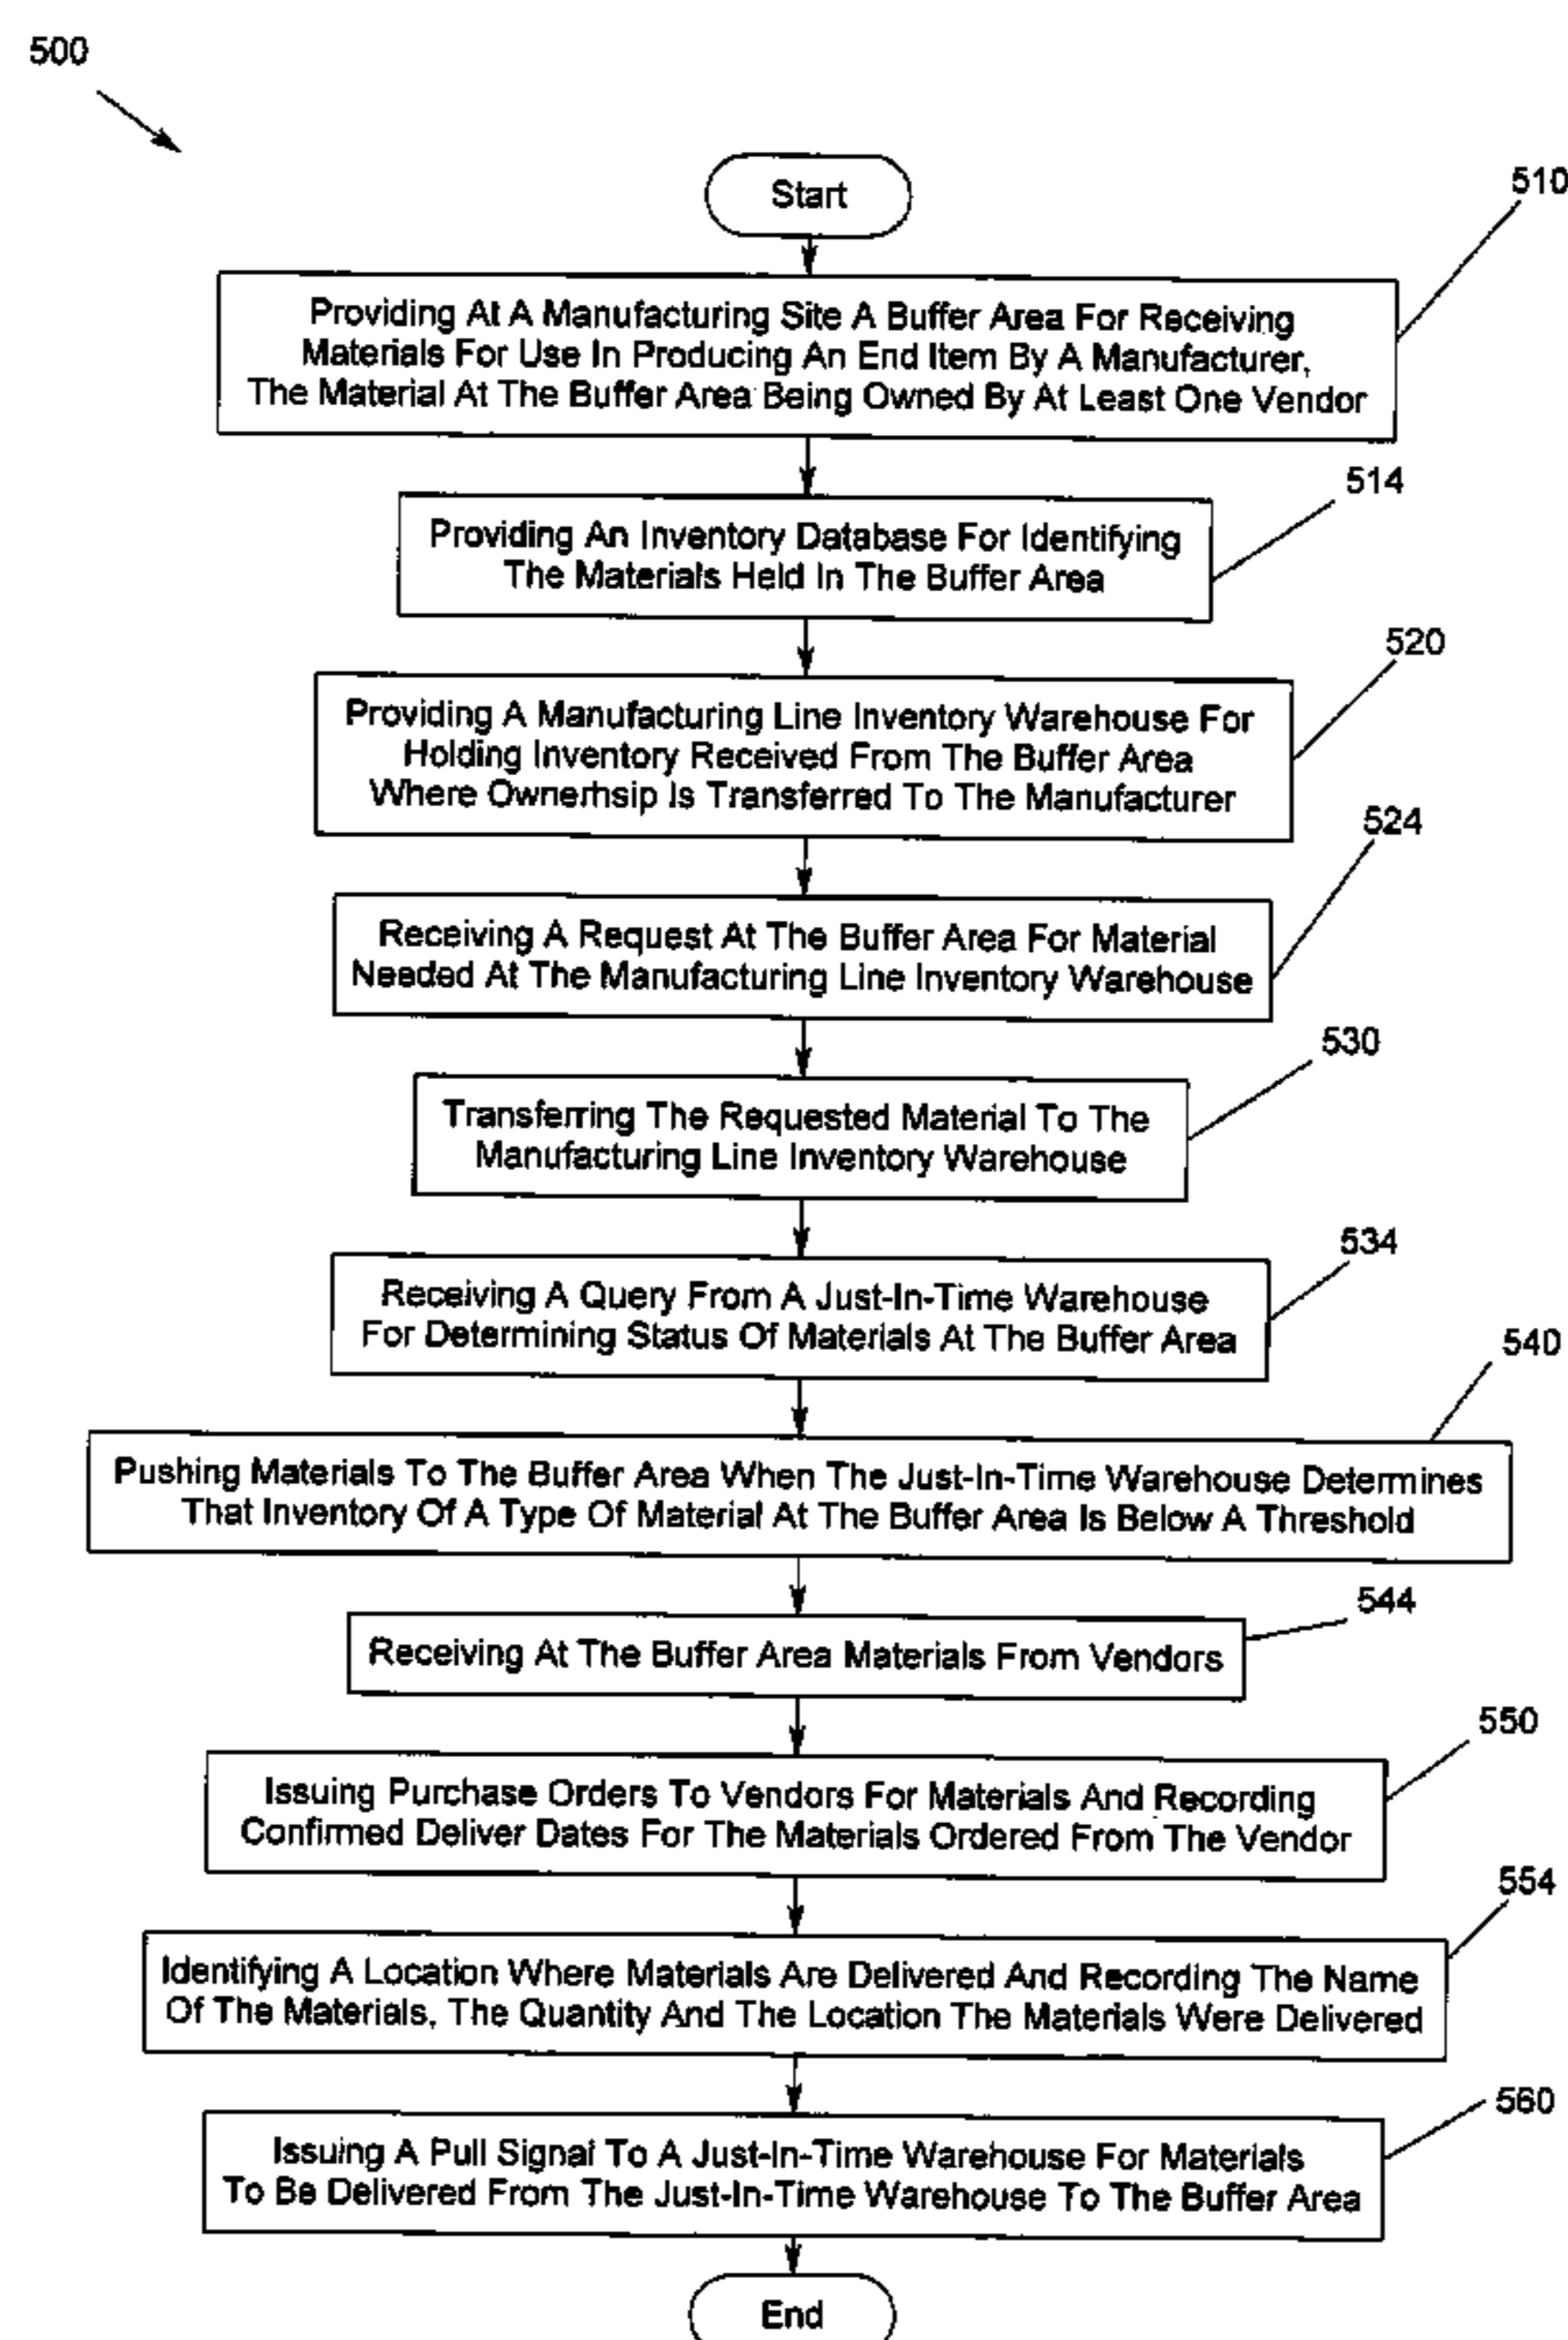 500
Start
510
Providing At A Manufacturing Site A Buffer Area For Receiving
Materials For Use In Producing An End Item By A Manufacturer,
The Material At The Buffer Area Being Owned By At Least One Vendor
514
Providing An Inventory Database For Identifying
The Materials Held In The Buffer Area
520
Providing A Manufacturing Line Inventory Warehouse For
Holding Inventory Received From The Buffer Area
Where Ownerhsip Is Transferred To The Manufacturer
524
Receiving A Request At The Buffer Area For Material
Needed At The Manufacturing Line Inventory Warehouse
530
Transferring The Requested Material To The
Manufacturing Line Inventory Warehouse
534
Receiving A Query From A Just-In-Time Warehouse
For Determining Status Of Materials At The Buffer Area
540
Pushing Materials To The Buffer Area When The Just-In-Time Warehouse Determines
That Inventory Of A Type Of Material At The Buffer Area Is Below A Threshold
544
Receiving At The Buffer Area Materials From Vendors
550
Issuing Purchase Orders To Vendors For Materials And Recording
Confirmed Deliver Dates For The Materials Ordered From The Vendor
554
Identifying A Location Where Materials Are Delivered And Recording The Name
Of The Materials, The Quantity And The Location The Materials Were Delivered
560
Issuing A Pull Signal To A Just-In-Time Warehouse For Materials
To Be Delivered From The Just-In-Time Warehouse To The Buffer Area
End